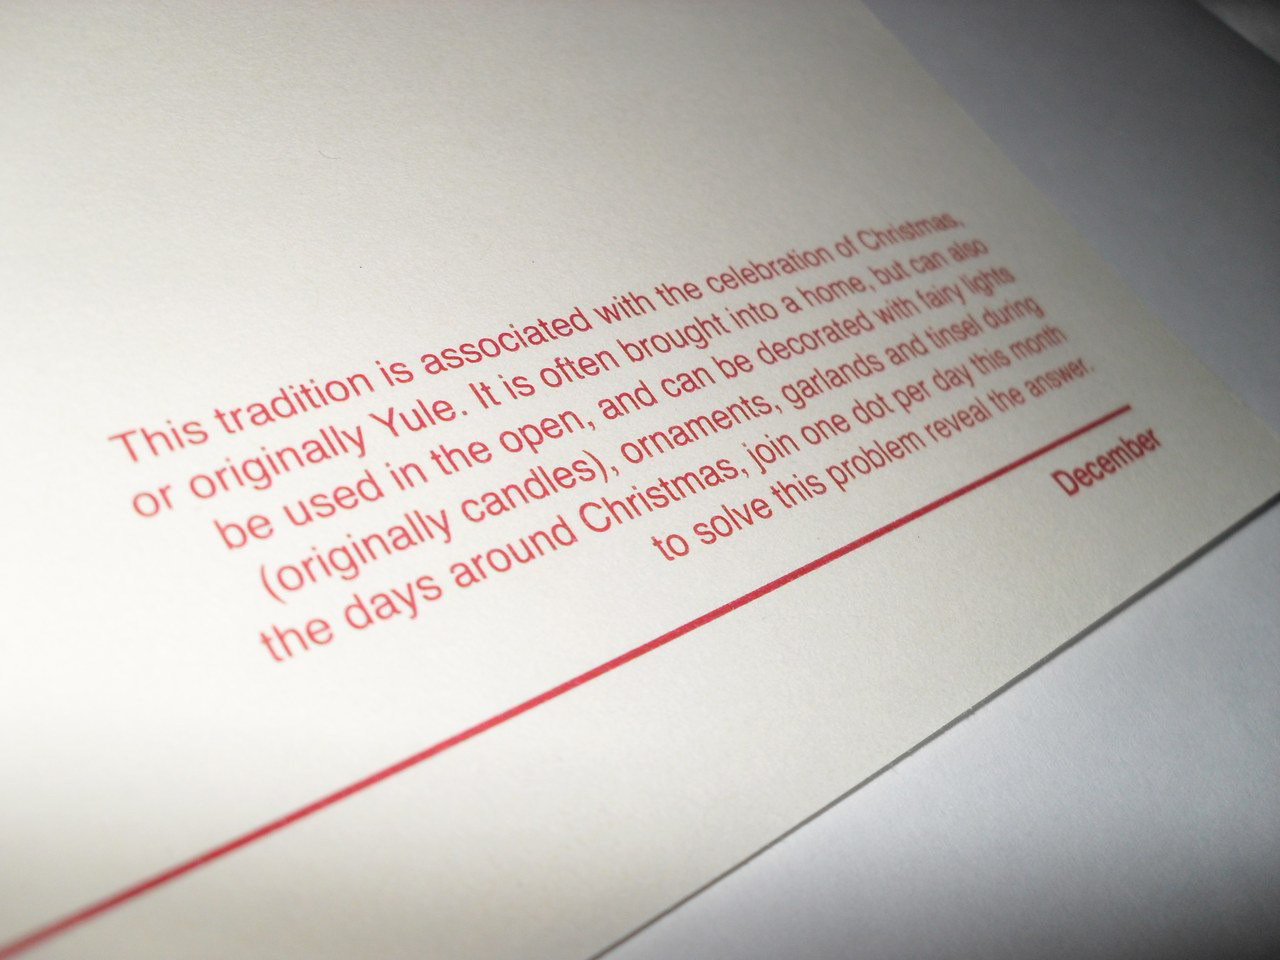 This tradition is associated with the celebration of Christmas,
or originally Yule. It is often brought into a home, but can also
be used in the open, and can be decorated with fairy lights
(originally candles), ornaments, garlands and tinsel during
the days around Christmas, join one dot per day this month
to solve this problem reveal the answer.
December